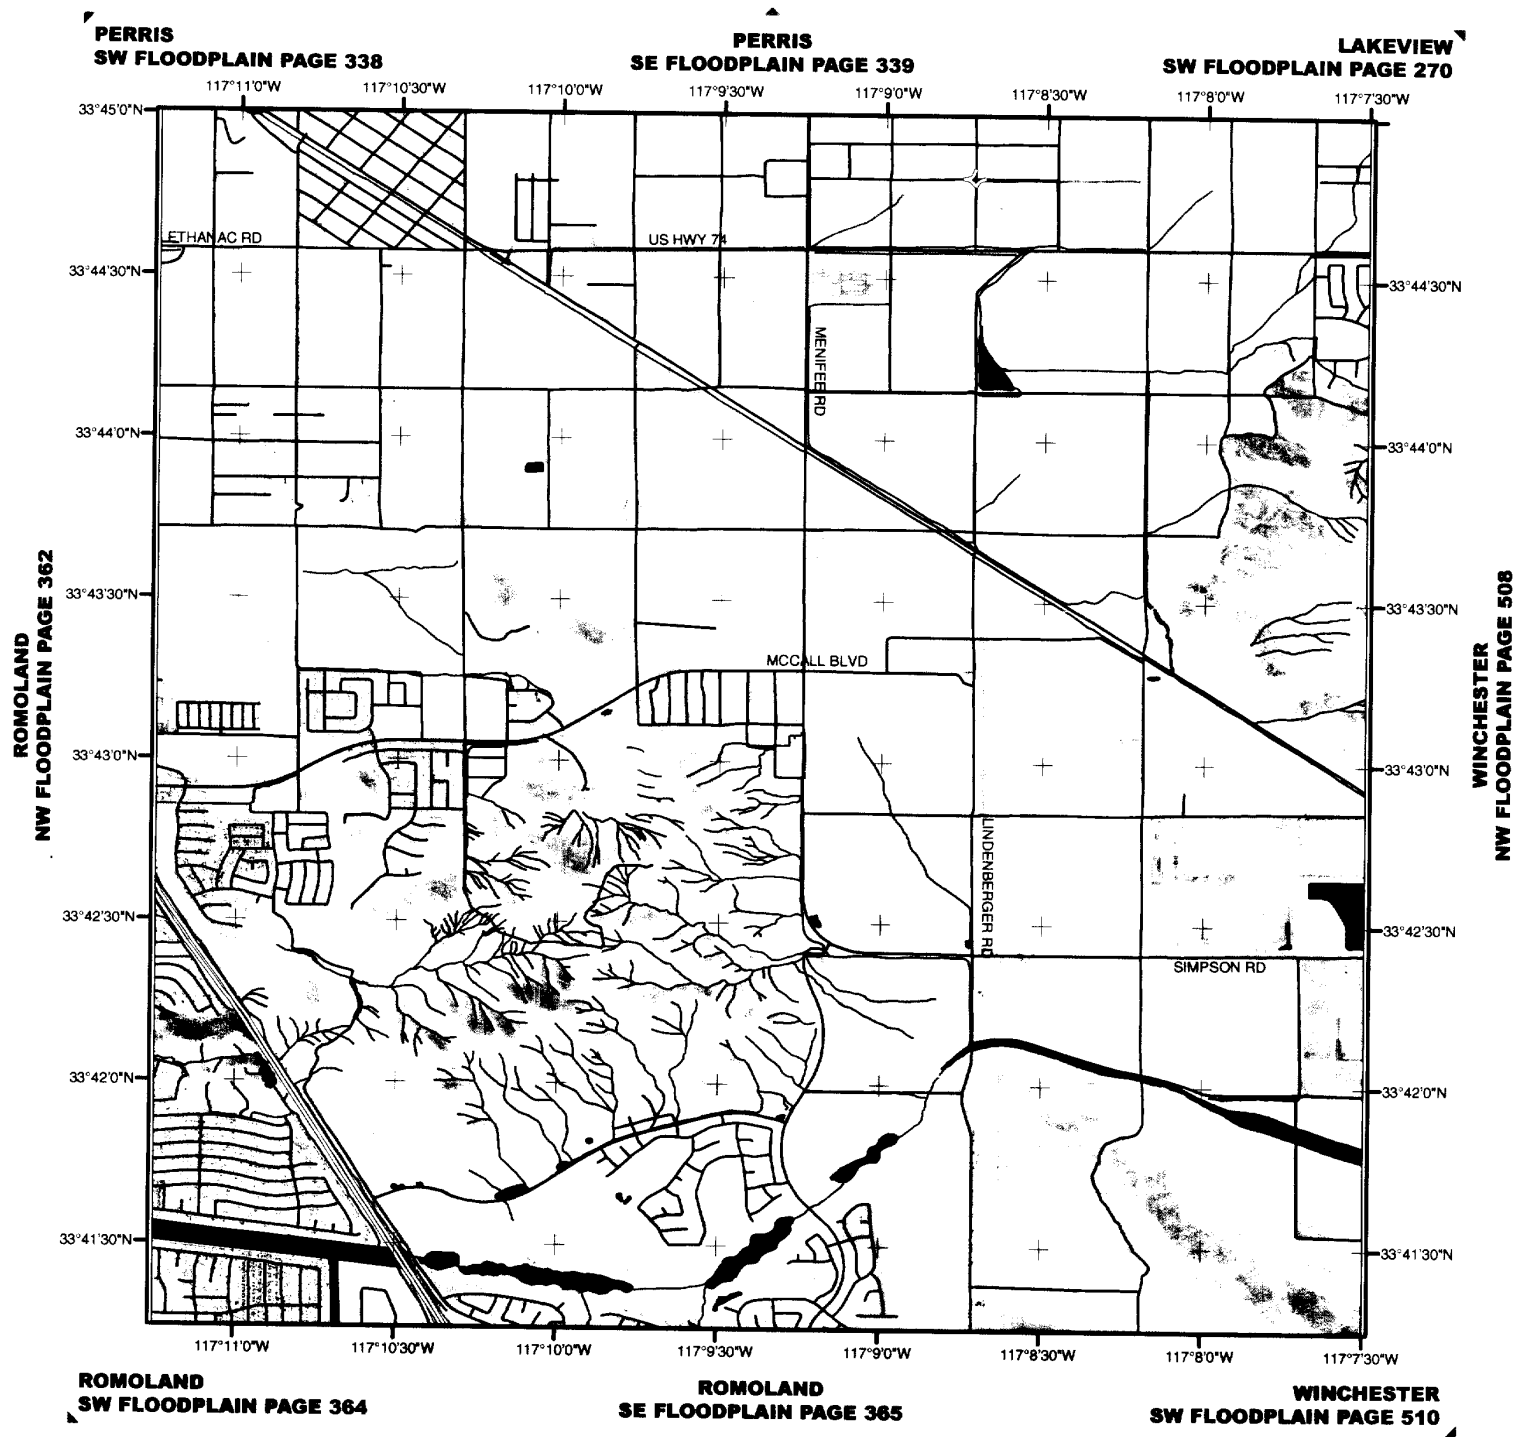 PERRIS
SW FLOODPLAIN PAGE 338
PERRIS
SE FLOODPLAIN PAGE 339
LAKEVIEW
SW FLOODPLAIN PAGE 270
117°11'0"W 117°10'30"W 117°10'0"W 117°9'30"W 117°9'0"W 117°8'30"W 117°8'0"W 117°7'30"W
33°45'0"N
ETHANAC RD
US HWY 74
33°44'30"N
33°44'30"N
MENIFEE RD
33°44'0"N
33°44'0"N
33°43'30"N
33°43'30"N
ROMOLAND
NW FLOODPLAIN PAGE 362
WINCHESTER
NW FLOODPLAIN PAGE 508
MCCALL BLVD
33°43'0"N
33°43'0"N
LINDENBERGER RD
33°42'30"N
33°42'30"N
SIMPSON RD
33°42'0"N
33°42'0"N
33°41'30"N
33°41'30"N
117°11'0"W 117°10'30"W 117°10'0"W 117°9'30"W 117°9'0"W 117°8'30"W 117°8'0"W 117°7'30"W
ROMOLAND
SW FLOODPLAIN PAGE 364
ROMOLAND
SE FLOODPLAIN PAGE 365
WINCHESTER
SW FLOODPLAIN PAGE 510